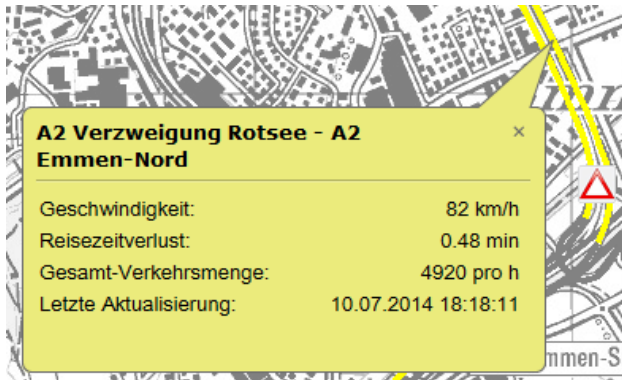 A2 Verzweigung Rotsee - A2
Emmen-Nord
×
Geschwindigkeit: 82 km/h
Reisezeitverlust: 0.48 min
Gesamt-Verkehrsmenge: 4920 pro h
Letzte Aktualisierung: 10.07.2014 18:18:11
mmen-S